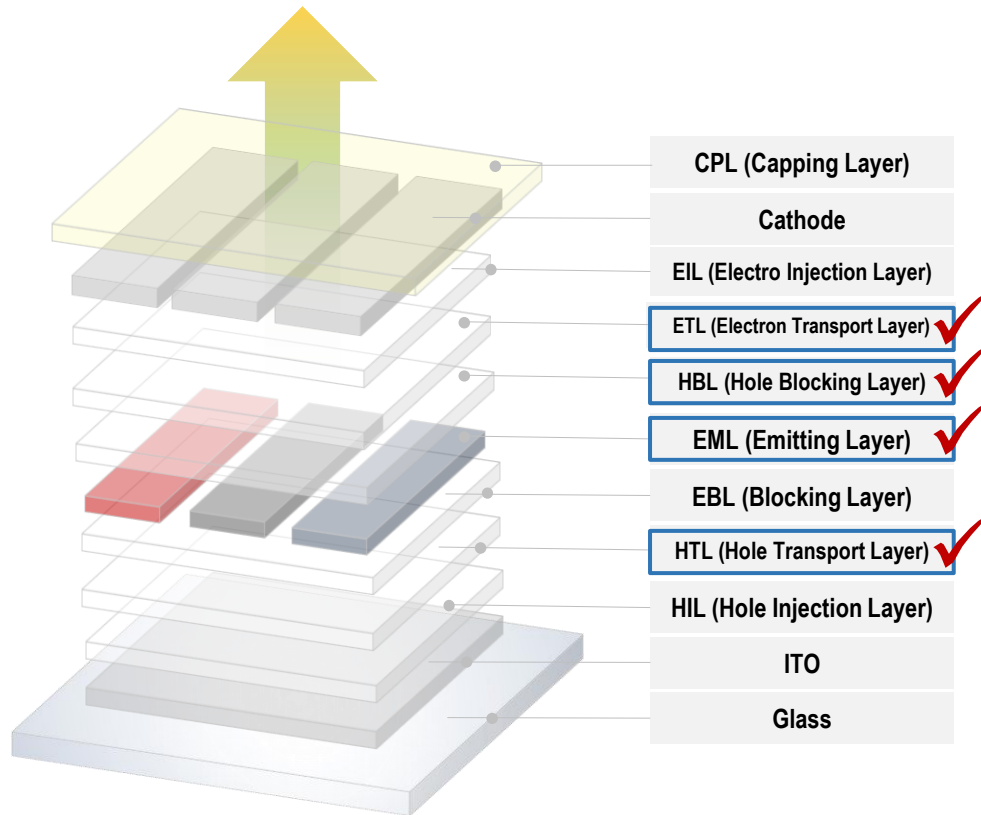 CPL (Capping Layer)
Cathode
EIL (Electro Injection Layer)
ETL (Electron Transport Layer)
HBL (Hole Blocking Layer)
EML (Emitting Layer)
EBL (Blocking Layer)
HTL (Hole Transport Layer)
HIL (Hole Injection Layer)
ITO
Glass